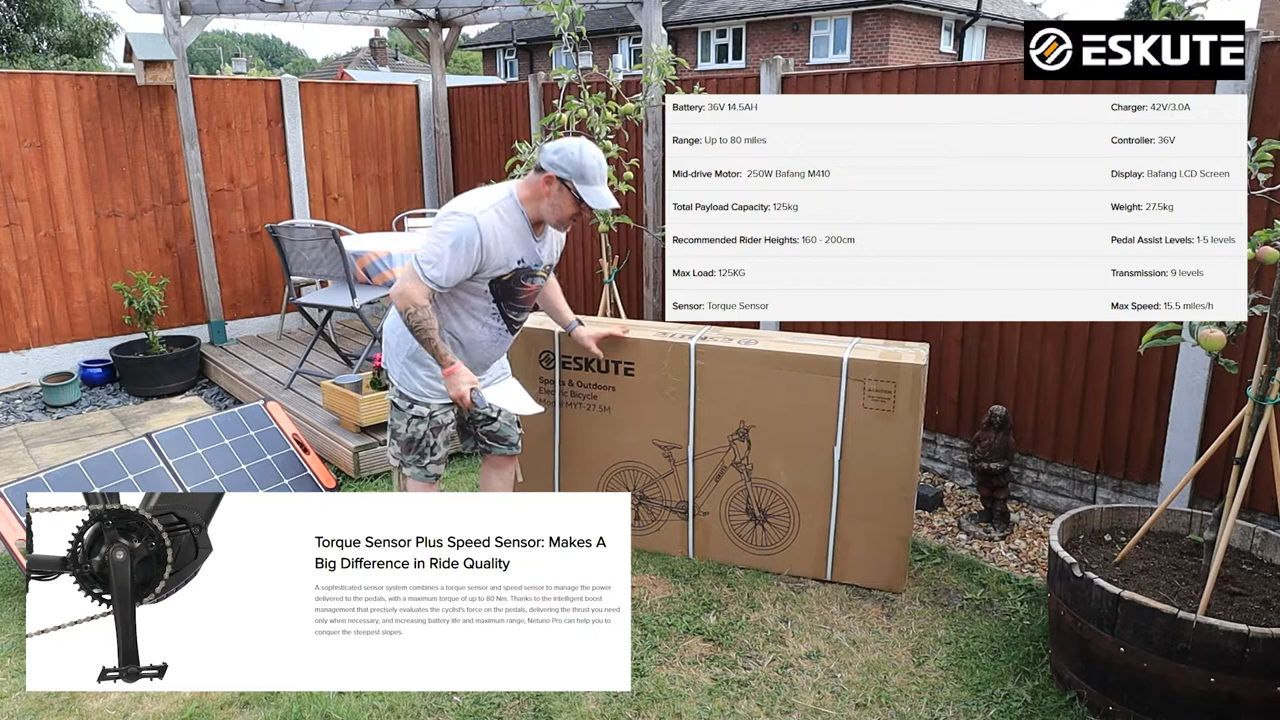 ESKUTE
Battery: 36V 14.5AH
Charger: 42V/3.0A
Range: Up to 80 miles
Controller: 36V
Mid-drive Motor: 250W Bafang M410
Display: Bafang LCD Screen
Total Payload Capacity: 125kg
Weight: 27.5kg
Recommended Rider Heights: 160 - 200cm
Pedal Assist Levels: 1-5 levels
Max Load: 125KG
Transmission: 9 levels
Sensor: Torque Sensor
Max Speed: 15.5 miles/h
ESKUTE
Sports & Outdoors
Electric Bicycle
Model:MYT-27.5M
Torque Sensor Plus Speed Sensor: Makes A
Big Difference in Ride Quality
A sophisticated sensor system combines a torque sensor and speed sensor to manage the power
delivered to the pedals, with a maximum torque of up to 80 Nm. Thanks to the intelligent boost
management that precisely evaluates the cyclist's force on the pedals, delivering the thrust you need
only when necessary, and increasing battery life and maximum range, Netuno Pro can help you to
conquer the steepest slopes.